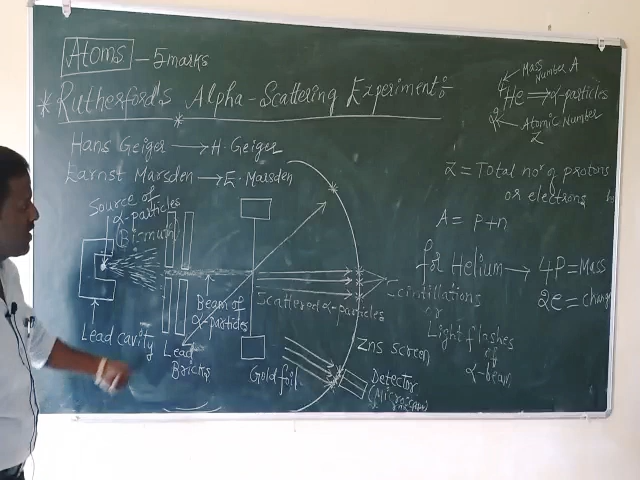 Atoms - 5marks
* Rutherford's Alpha-Scattering Experiment:-
Hans Geiger → H. Geiger
Earnst Marsden → E. Marsden
Source of
α-particles
(Bismuth)
Lead cavity
Lead
Bricks
Beam of
α-particles
Gold foil
Scattered α-particles
Scintillations
or
Light flashes
of
α-beam
Zns screen
Detector
Mass
Number A
He ⇒ α-particles
Atomic Number
Z
Z = Total no. of protons
or electrons
A = p+n
for Helium → 4P = Mass
2e = Charge